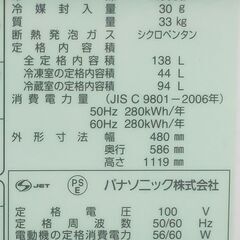 冷媒封入量 30 g
質量 33 kg
断熱発泡ガス シクロペンタン
定格内容積
全定格内容積 138 L
冷凍室の定格内容積 44 L
冷蔵室の定格内容積 94 L
消費電力量 (JIS C 9801-2006年)
50Hz 280kWh/年
60Hz 280kWh/年
外形寸法 幅 480 mm
奥行 586 mm
高さ 1119 mm
S JET PS E パナソニック株式会社
定格電圧 100 V
定格周波数 50/60 Hz
電動機の定格消費電力 56/60 W